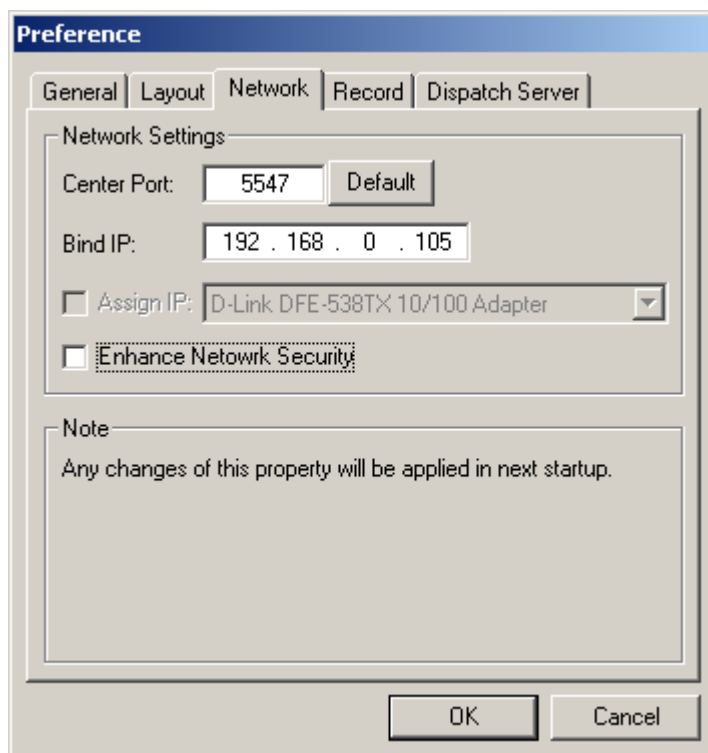 Preference
General Layout Network Record Dispatch Server
Network Settings
Center Port: 5547 Default
Bind IP: 192 . 168 . 0 . 105
Assign IP: D-Link DFE-538TX 10/100 Adapter
Enhance Netowrk Security
Note
Any changes of this property will be applied in next startup.
OK Cancel